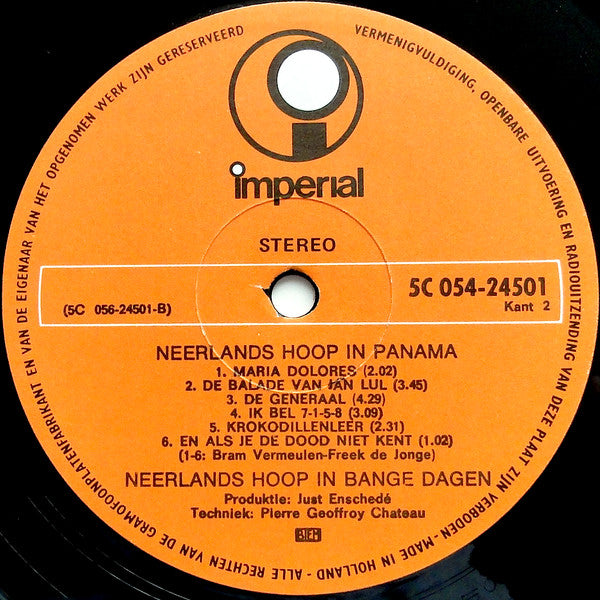 ALLE RECHTEN VAN DE GRAMOFOONPLATENFABRIKANT EN VAN DE EIGENAAR VAN HET OPGENOMEN WERK ZIJN GERESERVEERD
VERMENIGVULDIGING, OPENBARE UITVOERING EN RADIOUITZENDING VAN DEZE PLAAT ZIJN VERBODEN - MADE IN HOLLAND -
imperial
STEREO
5C 054-24501
(5C 056-24501-B)
Kant 2
NEERLANDS HOOP IN PANAMA
1. MARIA DOLORES (2.02)
2. DE BALADE VAN JAN LUL (3.45)
3. DE GENERAAL (4.29)
4. IK BEL 7-1-5-8 (3.09)
5. KROKODILLENLEER (2.31)
6. EN ALS JE DE DOOD NIET KENT (1.02)
(1-6: Bram Vermeulen-Freek de Jonge)
NEERLANDS HOOP IN BANGE DAGEN
Produktie: Just Enschedé
Techniek: Pierre Geoffroy Chateau
BIEM